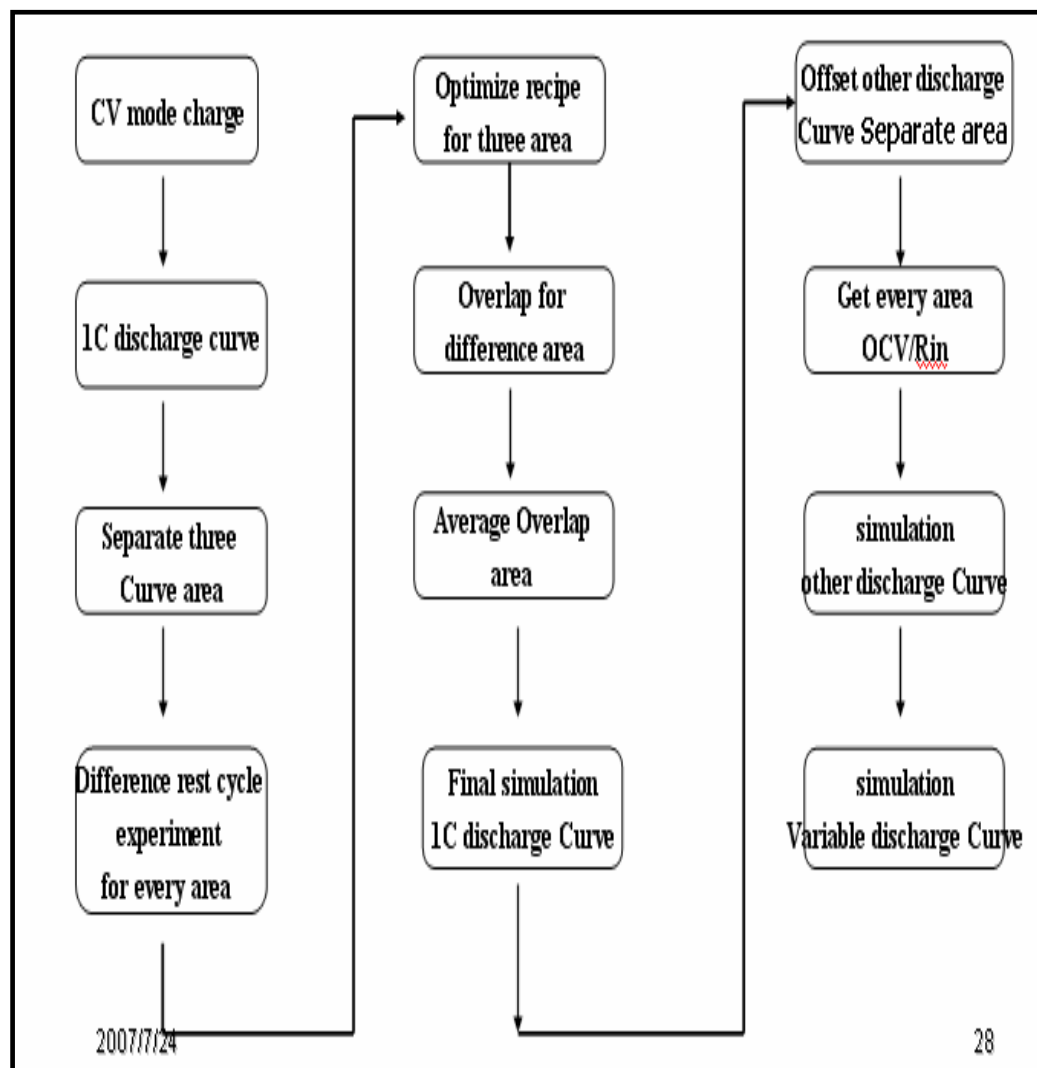 CV mode charge
1C discharge curve
Separate three
Curve area
Difference rest cycle
experiment
for every area
Optimize recipe
for three area
Overlap for
difference area
Average Overlap
area
Final simulation
1C discharge Curve
Offset other discharge
Curve Separate area
Get every area
OCV/Rin
simulation
other discharge Curve
simulation
Variable discharge Curve
2007/7/24
28